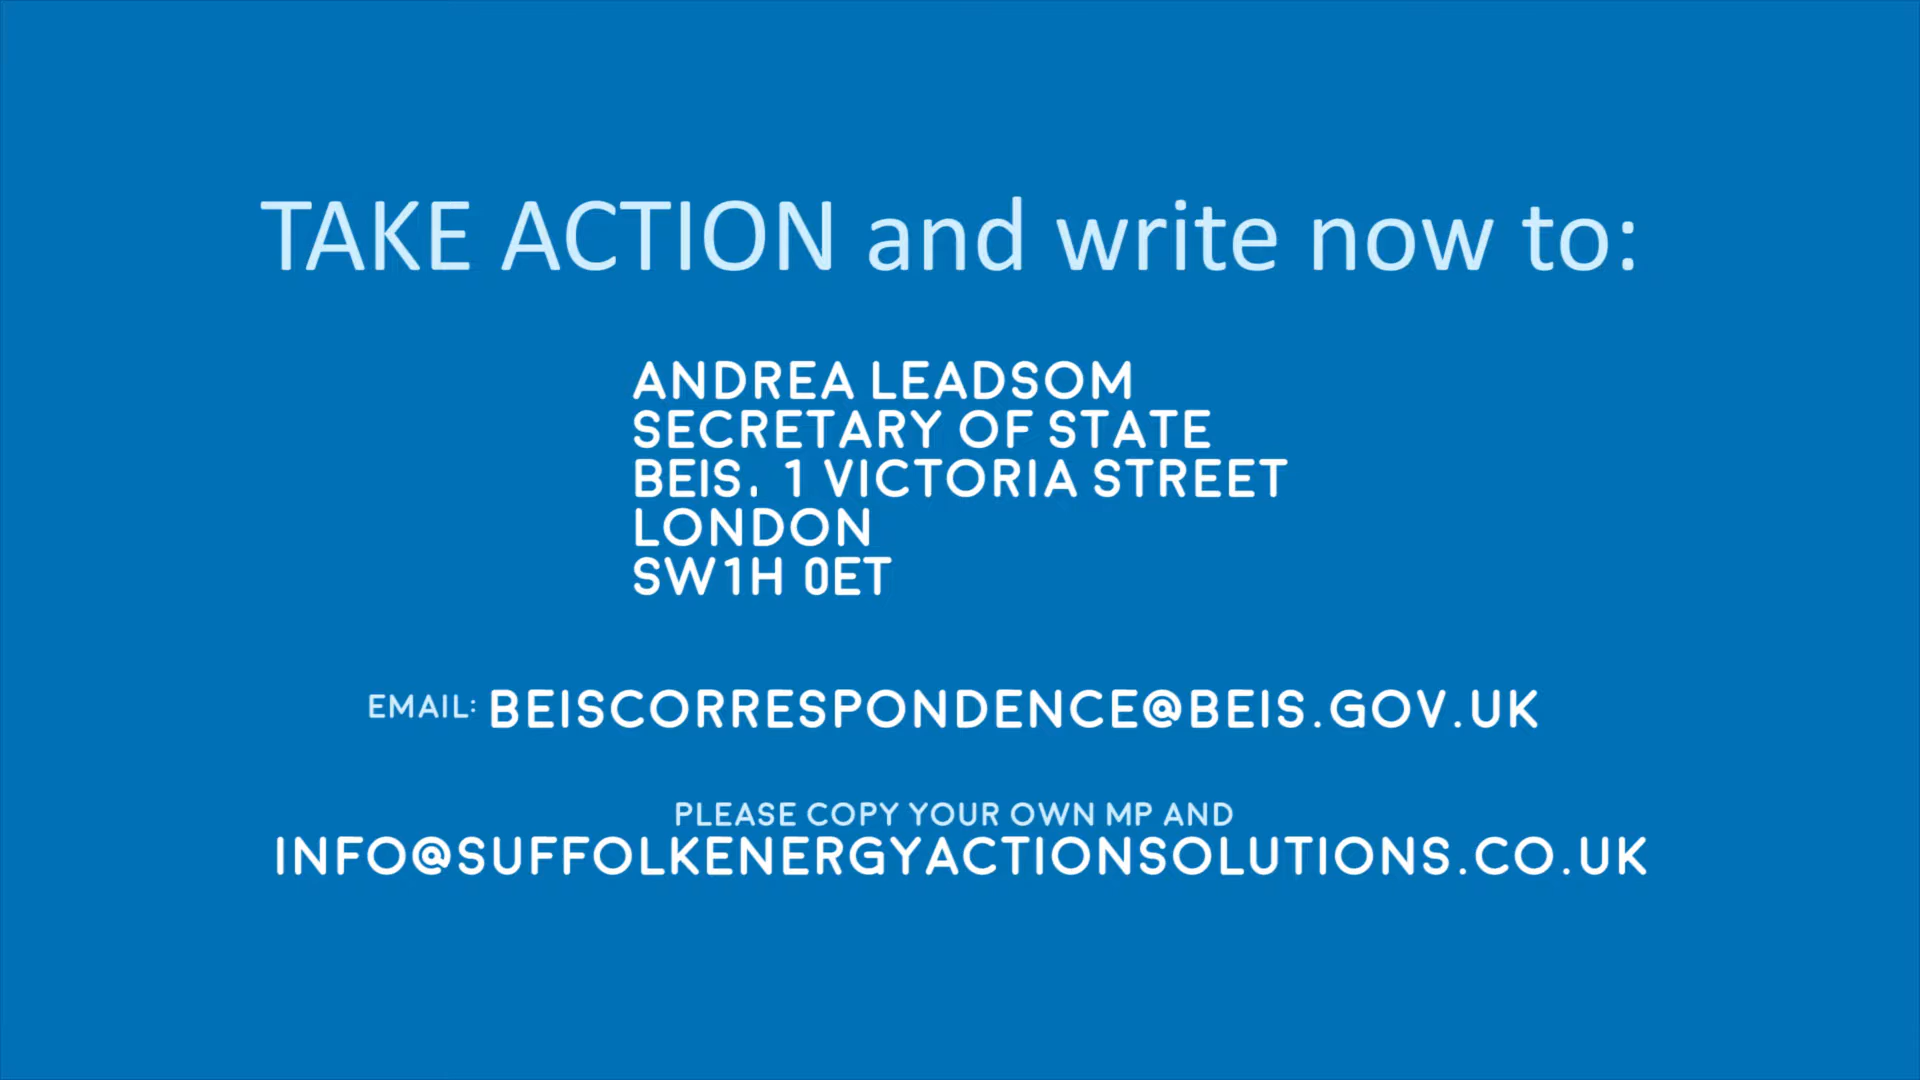 TAKE ACTION and write now to:
ANDREA LEADSOM
SECRETARY OF STATE
BEIS. 1 VICTORIA STREET
LONDON
SW1H 0ET
EMAIL: BEISCORRESPONDENCE@BEIS.GOV.UK
PLEASE COPY YOUR OWN MP AND
INFO@SUFFOLKENERGYACTIONSOLUTIONS.CO.UK